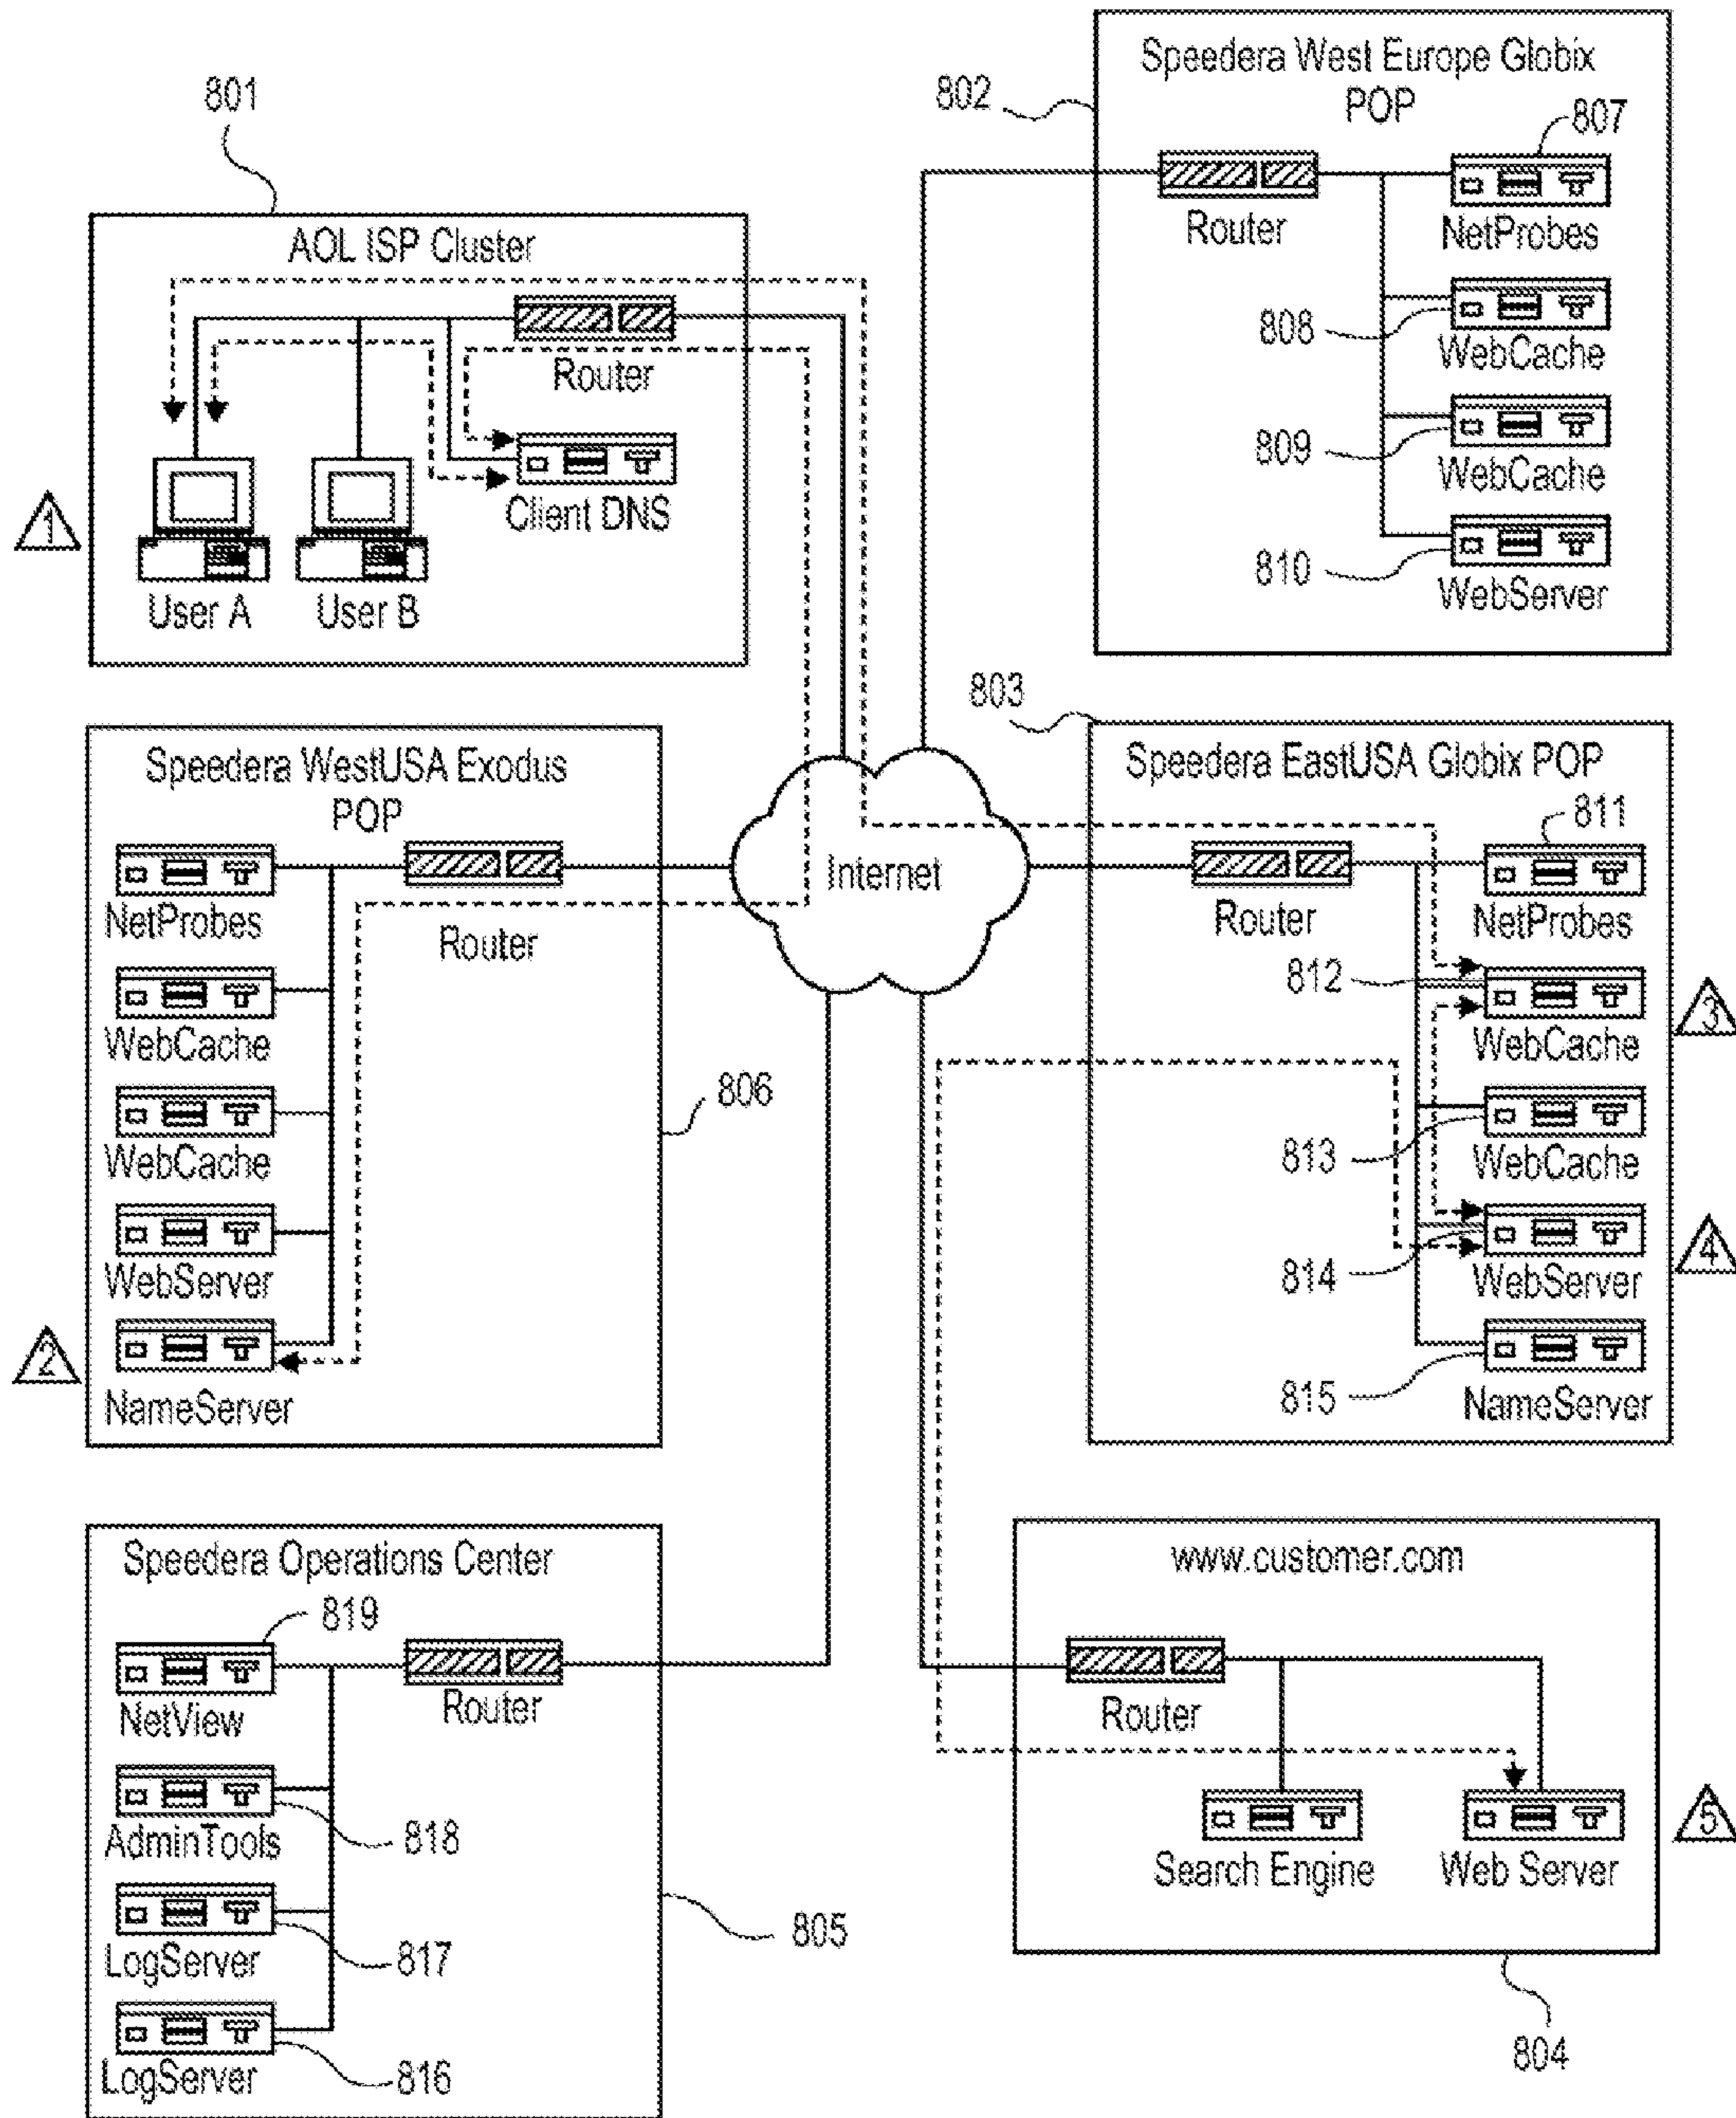 801
AOL ISP Cluster
Router
Client DNS
1
User A
User B
802
Speedera West Europe Globix
POP
807
Router
NetProbes
808
WebCache
809
WebCache
810
WebServer
Speedera WestUSA Exodus
POP
NetProbes
Router
WebCache
WebCache
806
WebServer
2
NameServer
Internet
803
Speedera EastUSA Globix POP
811
Router
NetProbes
812
3
WebCache
813
WebCache
814
4
WebServer
815
NameServer
Speedera Operations Center
819
NetView
Router
AdminTools
818
LogServer
817
805
LogServer
816
www.customer.com
Router
5
Search Engine
Web Server
804